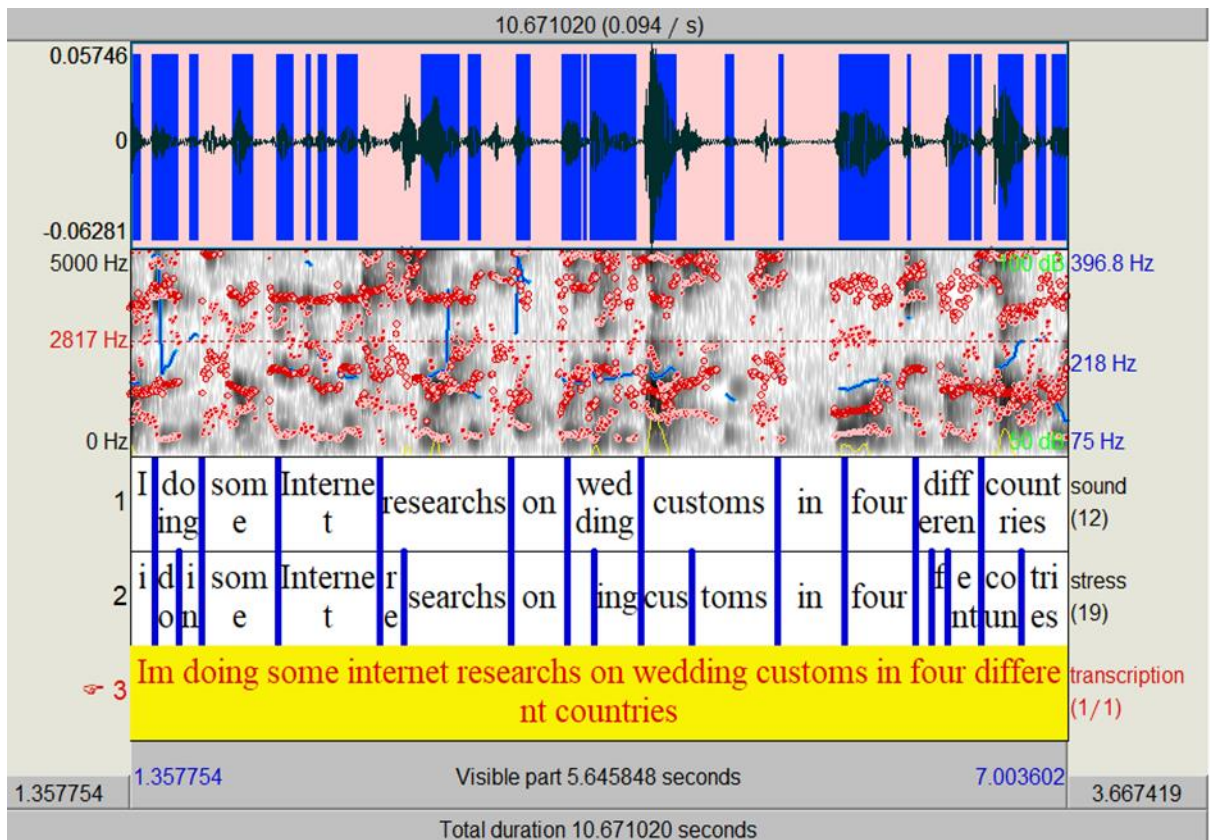 10.671020 (0.094 / s)
0.05746
0
-0.06281
5000 Hz
100 dB
396.8 Hz
2817 Hz
218 Hz
0 Hz
50 dB
75 Hz
1
I
do
ing
som
e
Interne
t
researchs
on
wed
ding
customs
in
four
diff
eren
count
ries
sound
(12)
2
i
d
o
i
n
som
e
Interne
t
r
e
searchs
on
ing
cus
toms
in
four
f
e
nt
co
un
tri
es
stress
(19)
3
Im doing some internet researchs on wedding customs in four differe
nt countries
transcription
(1/1)
1.357754
1.357754
Visible part 5.645848 seconds
7.003602
3.667419
Total duration 10.671020 seconds